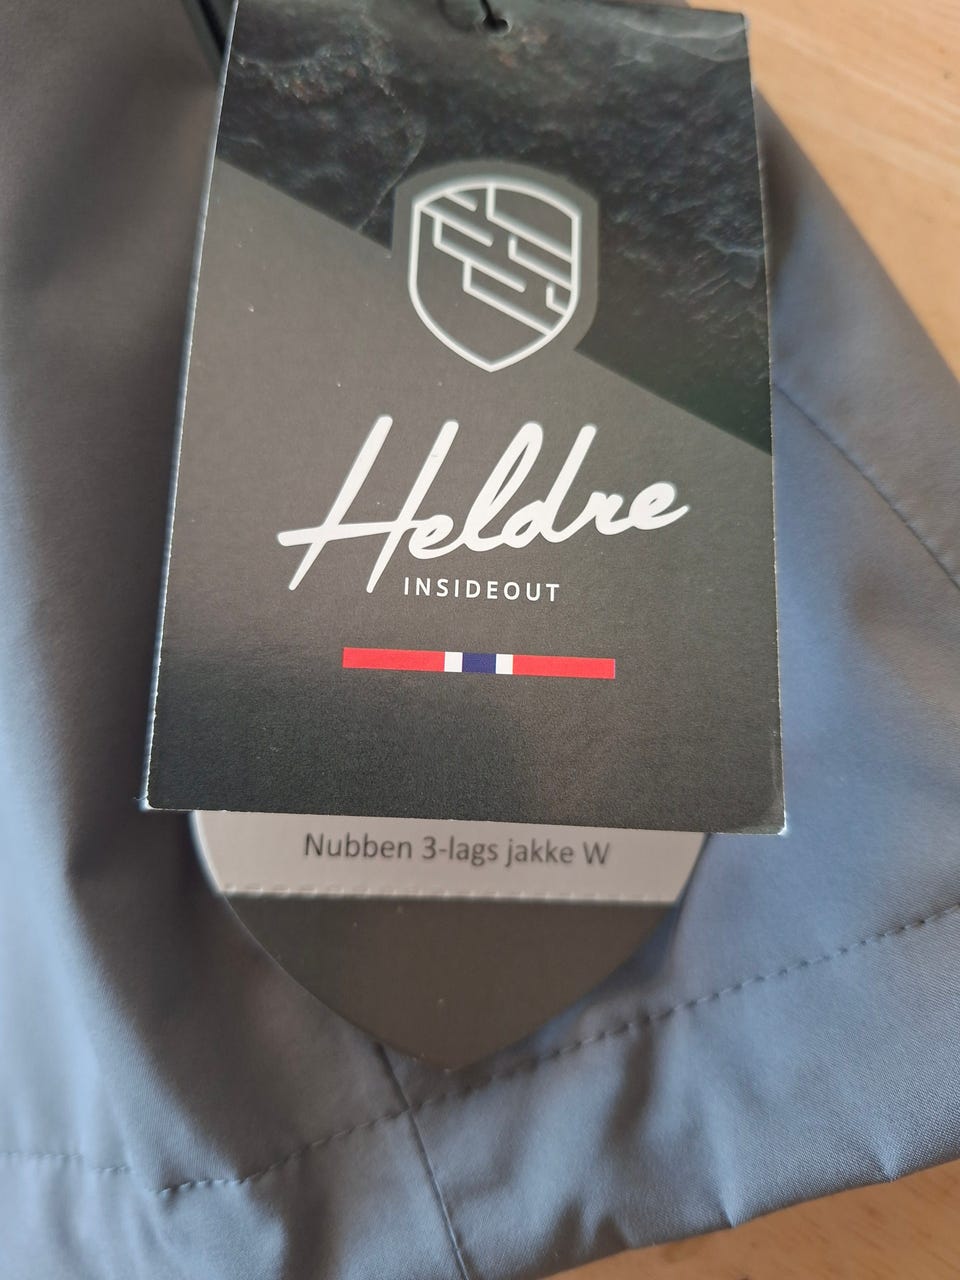 Heldre
INSIDEOUT
Nubben 3-lags jakke W